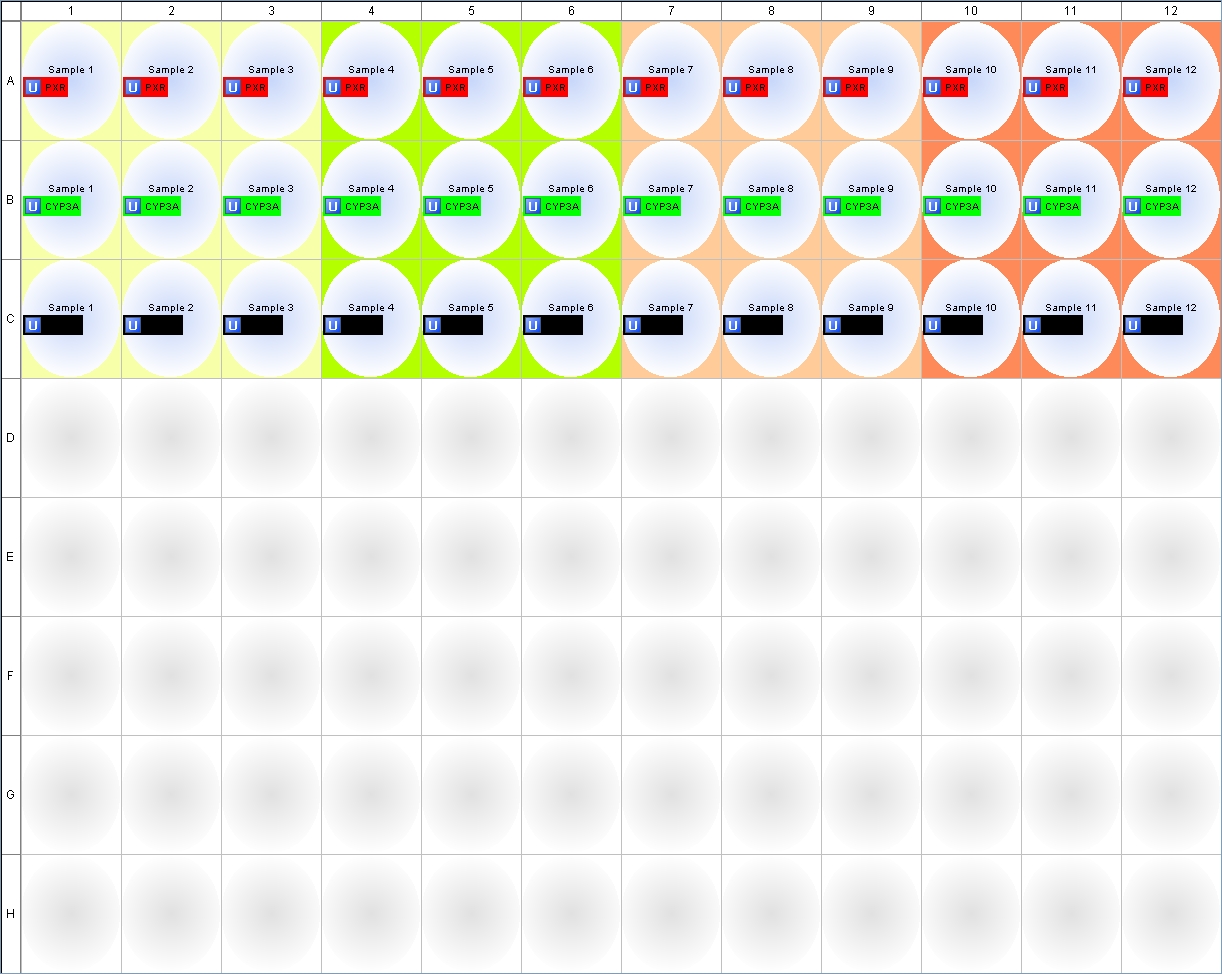 1 2 3 4 5 6 7 8 9 10 11 12
A
Sample 1 Sample 2 Sample 3 Sample 4 Sample 5 Sample 6 Sample 7 Sample 8 Sample 9 Sample 10 Sample 11 Sample 12
U PXR U PXR U PXR U PXR U PXR U PXR U PXR U PXR U PXR U PXR U PXR U PXR
B
Sample 1 Sample 2 Sample 3 Sample 4 Sample 5 Sample 6 Sample 7 Sample 8 Sample 9 Sample 10 Sample 11 Sample 12
U CYP3A U CYP3A U CYP3A U CYP3A U CYP3A U CYP3A U CYP3A U CYP3A U CYP3A U CYP3A U CYP3A U CYP3A
C
Sample 1 Sample 2 Sample 3 Sample 4 Sample 5 Sample 6 Sample 7 Sample 8 Sample 9 Sample 10 Sample 11 Sample 12
U U U U U U U U U U U U
D
E
F
G
H